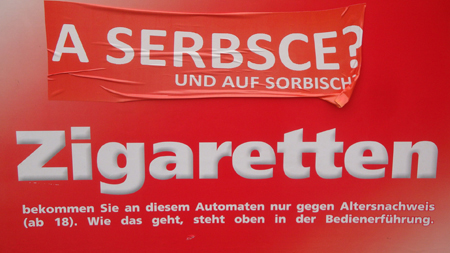 A SERBSCE?
UND AUF SORBISCH?
Zigaretten
bekommen Sie an diesem Automaten nur gegen Altersnachweis
(ab 18). Wie das geht, steht oben in der Bedienerführung.